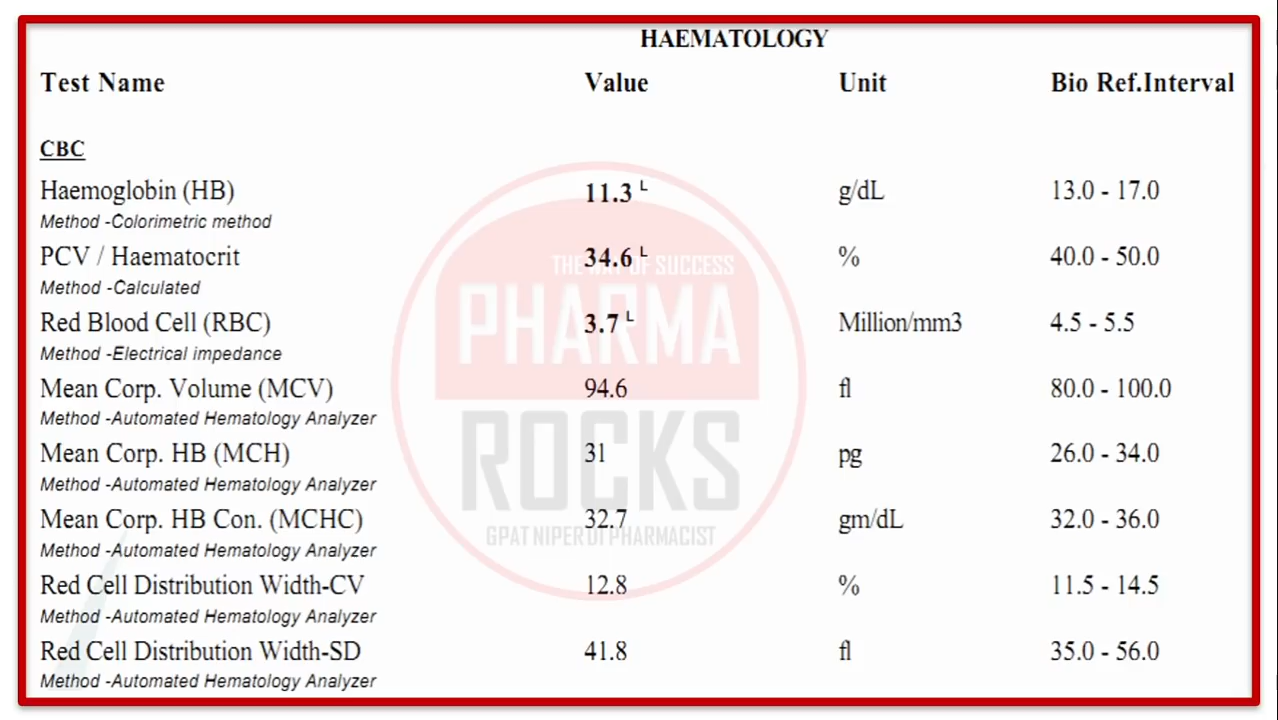 HAEMATOLOGY
Test Name Value Unit Bio Ref.Interval
CBC
Haemoglobin (HB) 11.3 L g/dL 13.0 - 17.0
Method -Colorimetric method
PCV / Haematocrit 34.6 L % 40.0 - 50.0
Method -Calculated
THE WAY OF SUCCESS
PHARMA
Red Blood Cell (RBC) 3.7 L Million/mm3 4.5 - 5.5
Method -Electrical impedance
Mean Corp. Volume (MCV) 94.6 fl 80.0 - 100.0
Method -Automated Hematology Analyzer
ROCKS
Mean Corp. HB (MCH) 31 pg 26.0 - 34.0
Method -Automated Hematology Analyzer
Mean Corp. HB Con. (MCHC) 32.7 gm/dL 32.0 - 36.0
GPAT NIPER DI PHARMACIST
Method -Automated Hematology Analyzer
Red Cell Distribution Width-CV 12.8 % 11.5 - 14.5
Method -Automated Hematology Analyzer
Red Cell Distribution Width-SD 41.8 fl 35.0 - 56.0
Method -Automated Hematology Analyzer